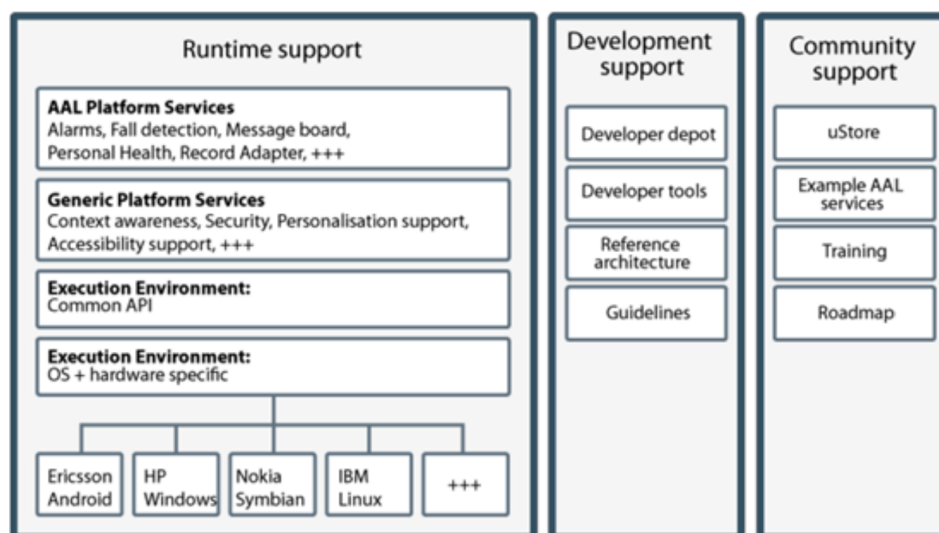 Runtime support
AAL Platform Services
Alarms, Fall detection, Message board,
Personal Health, Record Adapter, +++
Generic Platform Services
Context awareness, Security, Personalisation support,
Accessibility support, +++
Execution Environment:
Common API
Execution Environment:
OS + hardware specific
Ericsson
Android
HP
Windows
Nokia
Symbian
IBM
Linux
+++
Development
support
Developer depot
Developer tools
Reference
architecture
Guidelines
Community
support
uStore
Example AAL
services
Training
Roadmap